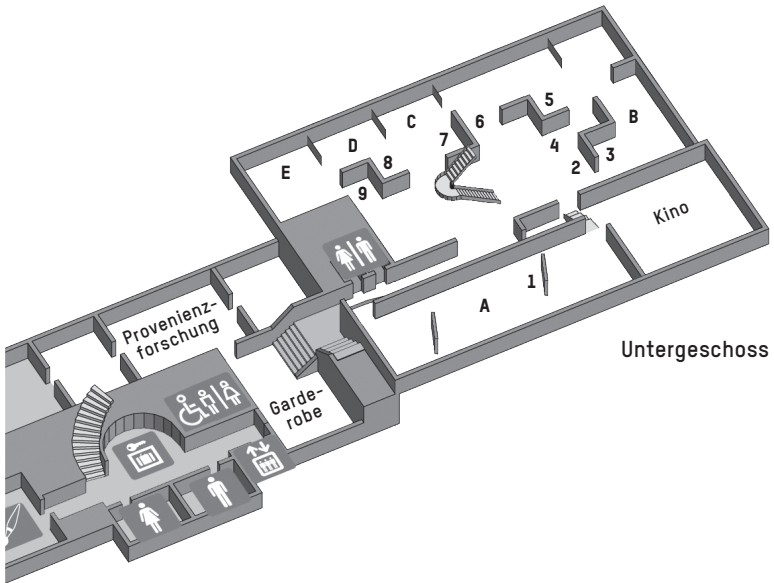 5
B
6
C
7
4
D
3
2
8
E
9
Kino
1
A
Provenienz-
forschung
Untergeschoss
Garde-
robe